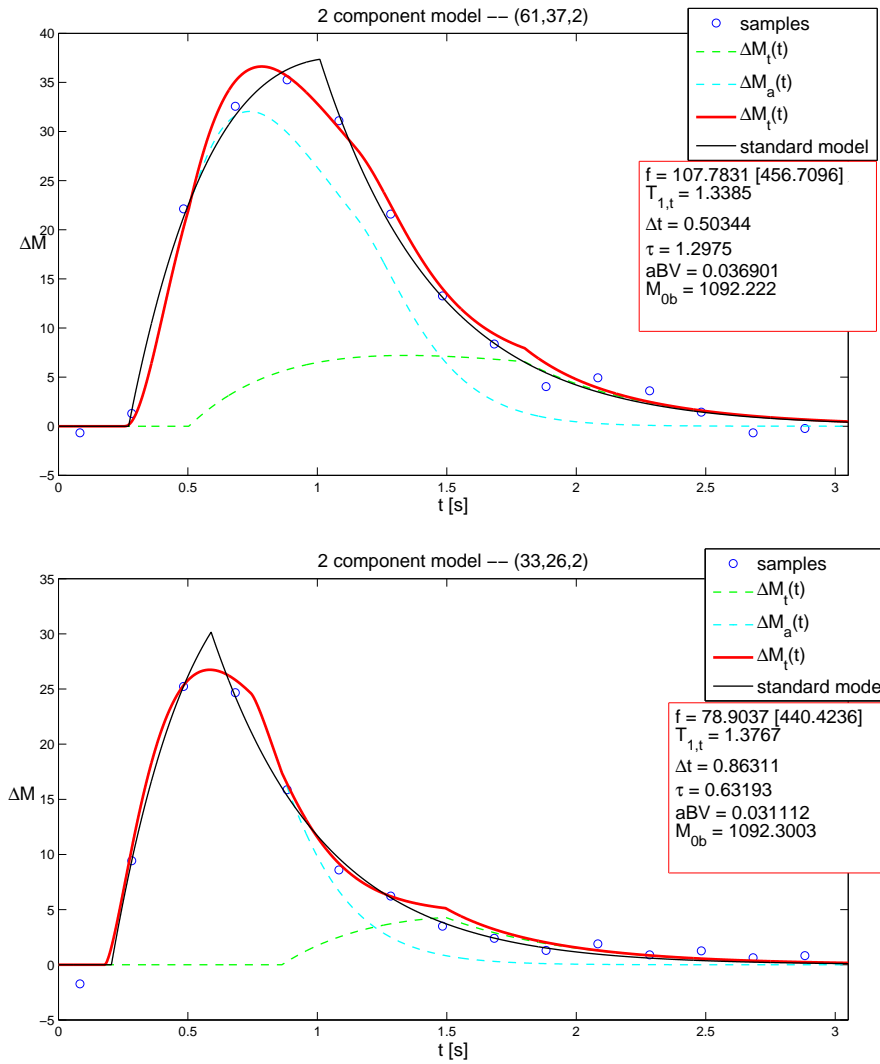 2 component model −− (61,37,2)
40
35
30
25
20
15
10
5
0
−5
ΔM
0
0.5
1
1.5
2
2.5
3
t [s]
samples
ΔM_t(t)
ΔM_a(t)
ΔM_t(t)
standard model
f = 107.7831 [456.7096]
T_1,t = 1.3385
Δt = 0.50344
τ = 1.2975
aBV = 0.036901
M_0b = 1092.222
2 component model −− (33,26,2)
35
30
25
20
15
10
5
0
−5
ΔM
0
0.5
1
1.5
2
2.5
3
t [s]
samples
ΔM_t(t)
ΔM_a(t)
ΔM_t(t)
standard model
f = 78.9037 [440.4236]
T_1,t = 1.3767
Δt = 0.86311
τ = 0.63193
aBV = 0.031112
M_0b = 1092.3003